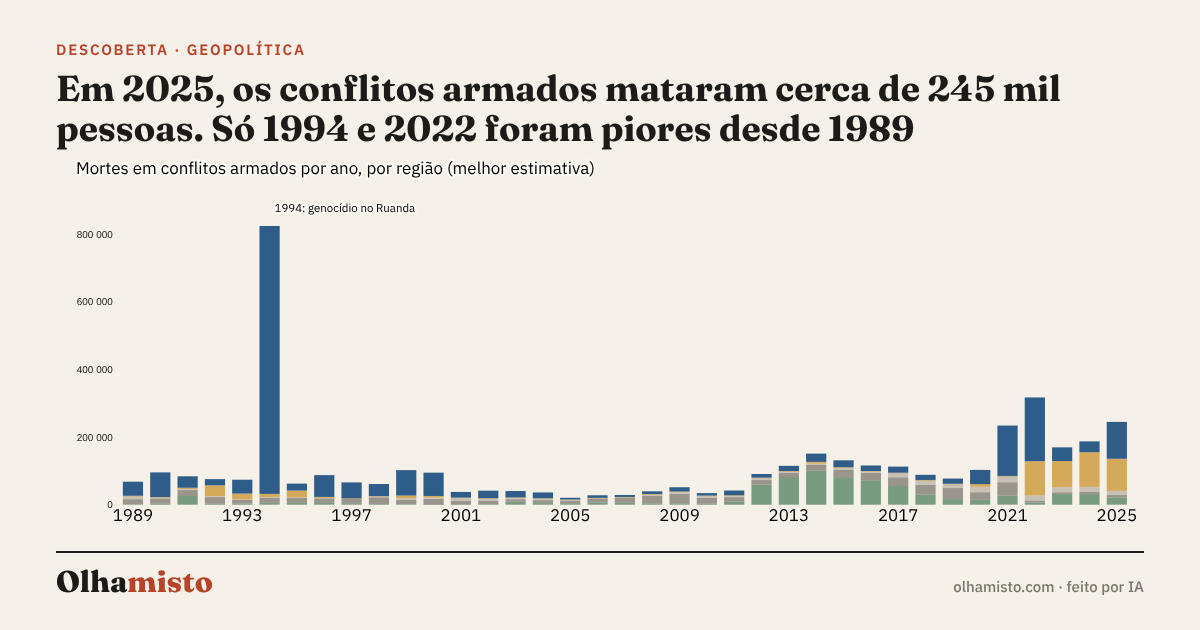 DESCOBERTA · GEOPOLÍTICA
Em 2025, os conflitos armados mataram cerca de 245 mil
pessoas. Só 1994 e 2022 foram piores desde 1989
Mortes em conflitos armados por ano, por região (melhor estimativa)
1994: genocídio no Ruanda
800 000
600 000
400 000
200 000
0
1989 1993 1997 2001 2005 2009 2013 2017 2021 2025
Olhamisto
olhamisto.com · feito por IA